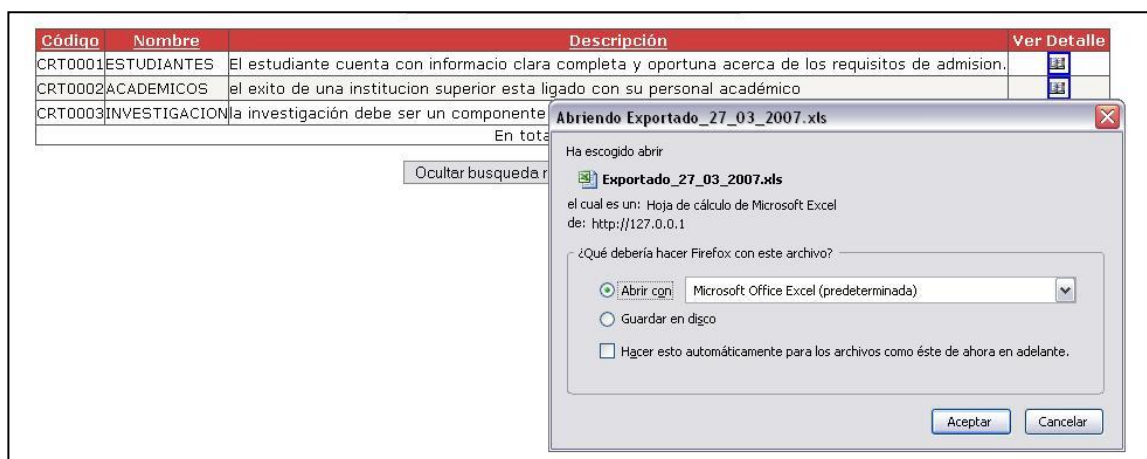 Código Nombre Descripción Ver Detalle
CRT0001 ESTUDIANTES El estudiante cuenta con informacio clara completa y oportuna acerca de los requisitos de admision.
CRT0002 ACADEMICOS el exito de una institucion superior esta ligado con su personal académico
CRT0003 INVESTIGACION la investigación debe ser un componente
En tota
Ocultar busqueda
Abriendo Exportado_27_03_2007.xls
Ha escogido abrir
Exportado_27_03_2007.xls
el cual es un: Hoja de cálculo de Microsoft Excel
de: http://127.0.0.1
¿Qué debería hacer Firefox con este archivo?
Abrir con Microsoft Office Excel (predeterminada)
Guardar en disco
Hacer esto automáticamente para los archivos como éste de ahora en adelante.
Aceptar Cancelar